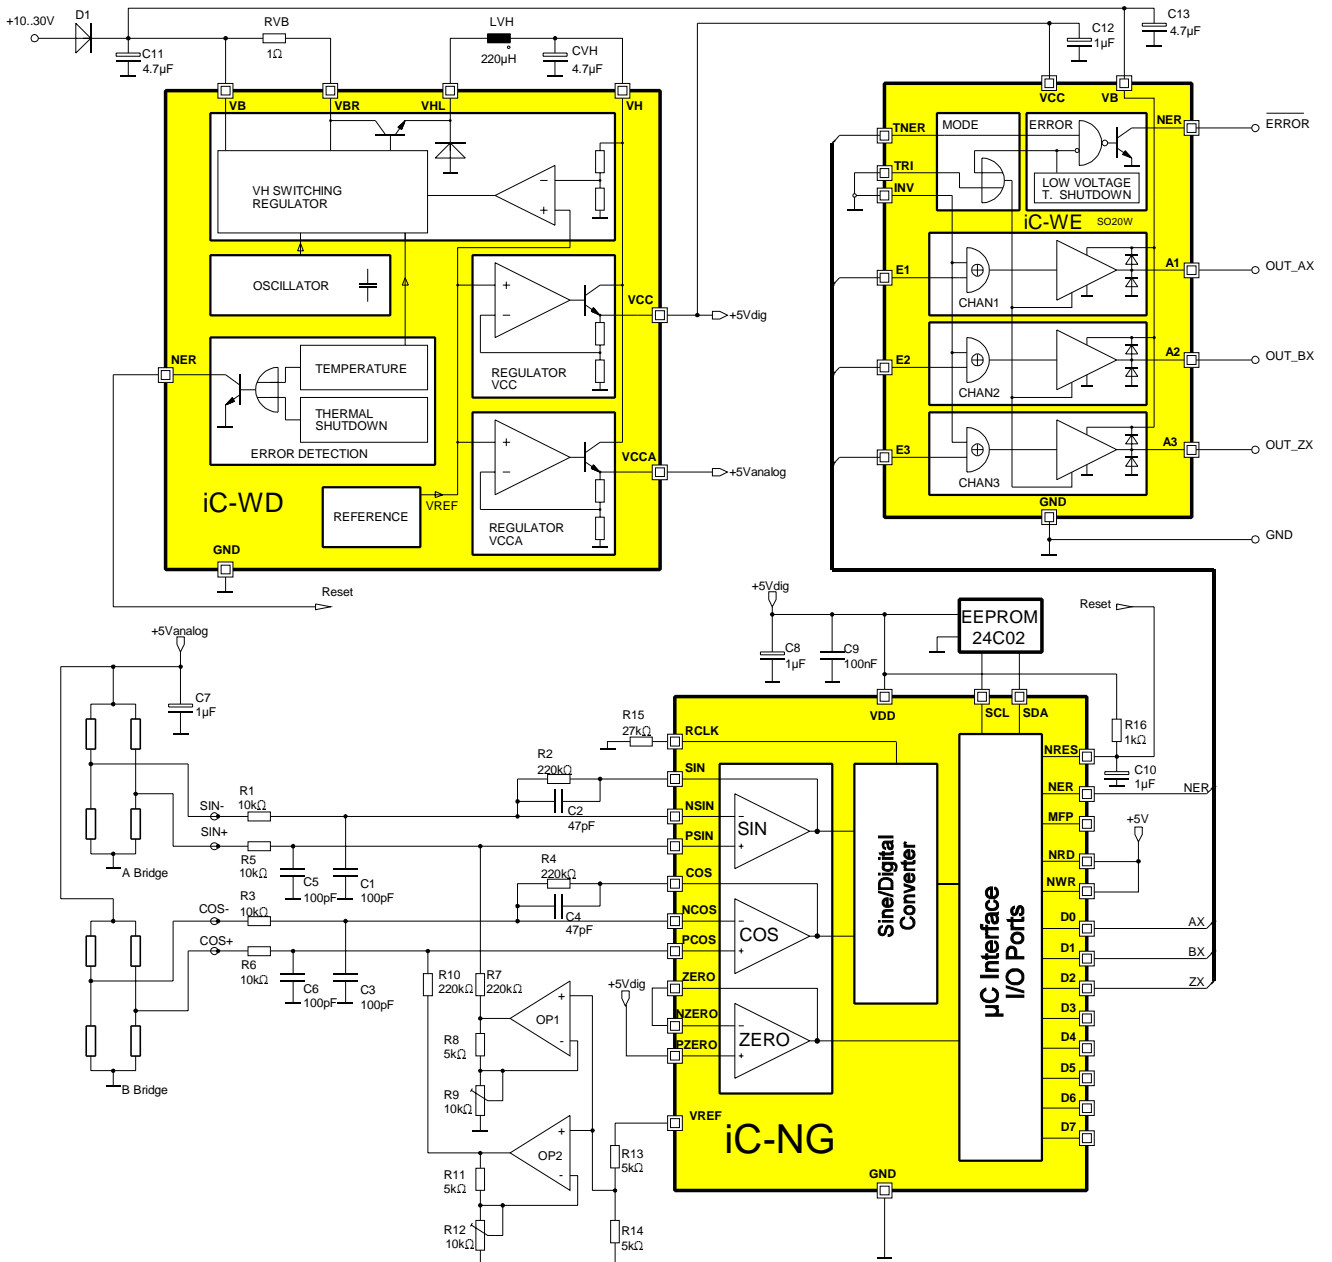 +10..30V
D1
C11
4.7µF
RVB
1Ω
LVH
220µH
CVH
4.7µF
C12
1µF
C13
4.7µF
VB
VBR
VHL
VH
VH SWITCHING
REGULATOR
OSCILLATOR
NER
TEMPERATURE
THERMAL
SHUTDOWN
ERROR DETECTION
iC-WD
REFERENCE
VREF
REGULATOR
VCC
VCC
+5Vdig
REGULATOR
VCCA
VCCA
+5Vanalog
GND
Reset
VCC
VB
TNER
MODE
ERROR
NER
ERROR
TRI
INV
LOW VOLTAGE
T. SHUTDOWN
iC-WE
SO20W
E1
CHAN1
A1
OUT_AX
E2
CHAN2
A2
OUT_BX
E3
CHAN3
A3
OUT_ZX
GND
GND
+5Vanalog
C7
1µF
A Bridge
B Bridge
SIN-
R1
10kΩ
SIN+
R5
10kΩ
C5
100pF
C1
100pF
COS-
R3
10kΩ
COS+
R6
10kΩ
C6
100pF
C3
100pF
R2
220kΩ
C2
47pF
R4
220kΩ
C4
47pF
R15
27kΩ
R10
220kΩ
R7
220kΩ
+5Vdig
OP1
+
-
R8
5kΩ
R9
10kΩ
OP2
+
-
R11
5kΩ
R12
10kΩ
R13
5kΩ
R14
5kΩ
+5Vdig
C8
1µF
C9
100nF
EEPROM
24C02
Reset
R16
1kΩ
C10
1µF
VDD
SCL
SDA
RCLK
SIN
NSIN
PSIN
COS
NCOS
PCOS
ZERO
NZERO
PZERO
VREF
SIN
COS
ZERO
Sine/Digital
Converter
µC Interface
I/O Ports
iC-NG
GND
NRES
NER
NER
MFP
+5V
NRD
NWR
D0
AX
D1
BX
D2
ZX
D3
D4
D5
D6
D7